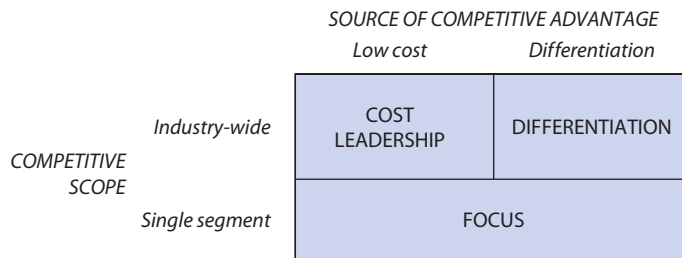 SOURCE OF COMPETITIVE ADVANTAGE
Low cost
Differentiation
Industry-wide
COST
LEADERSHIP
DIFFERENTIATION
COMPETITIVE
SCOPE
Single segment
FOCUS